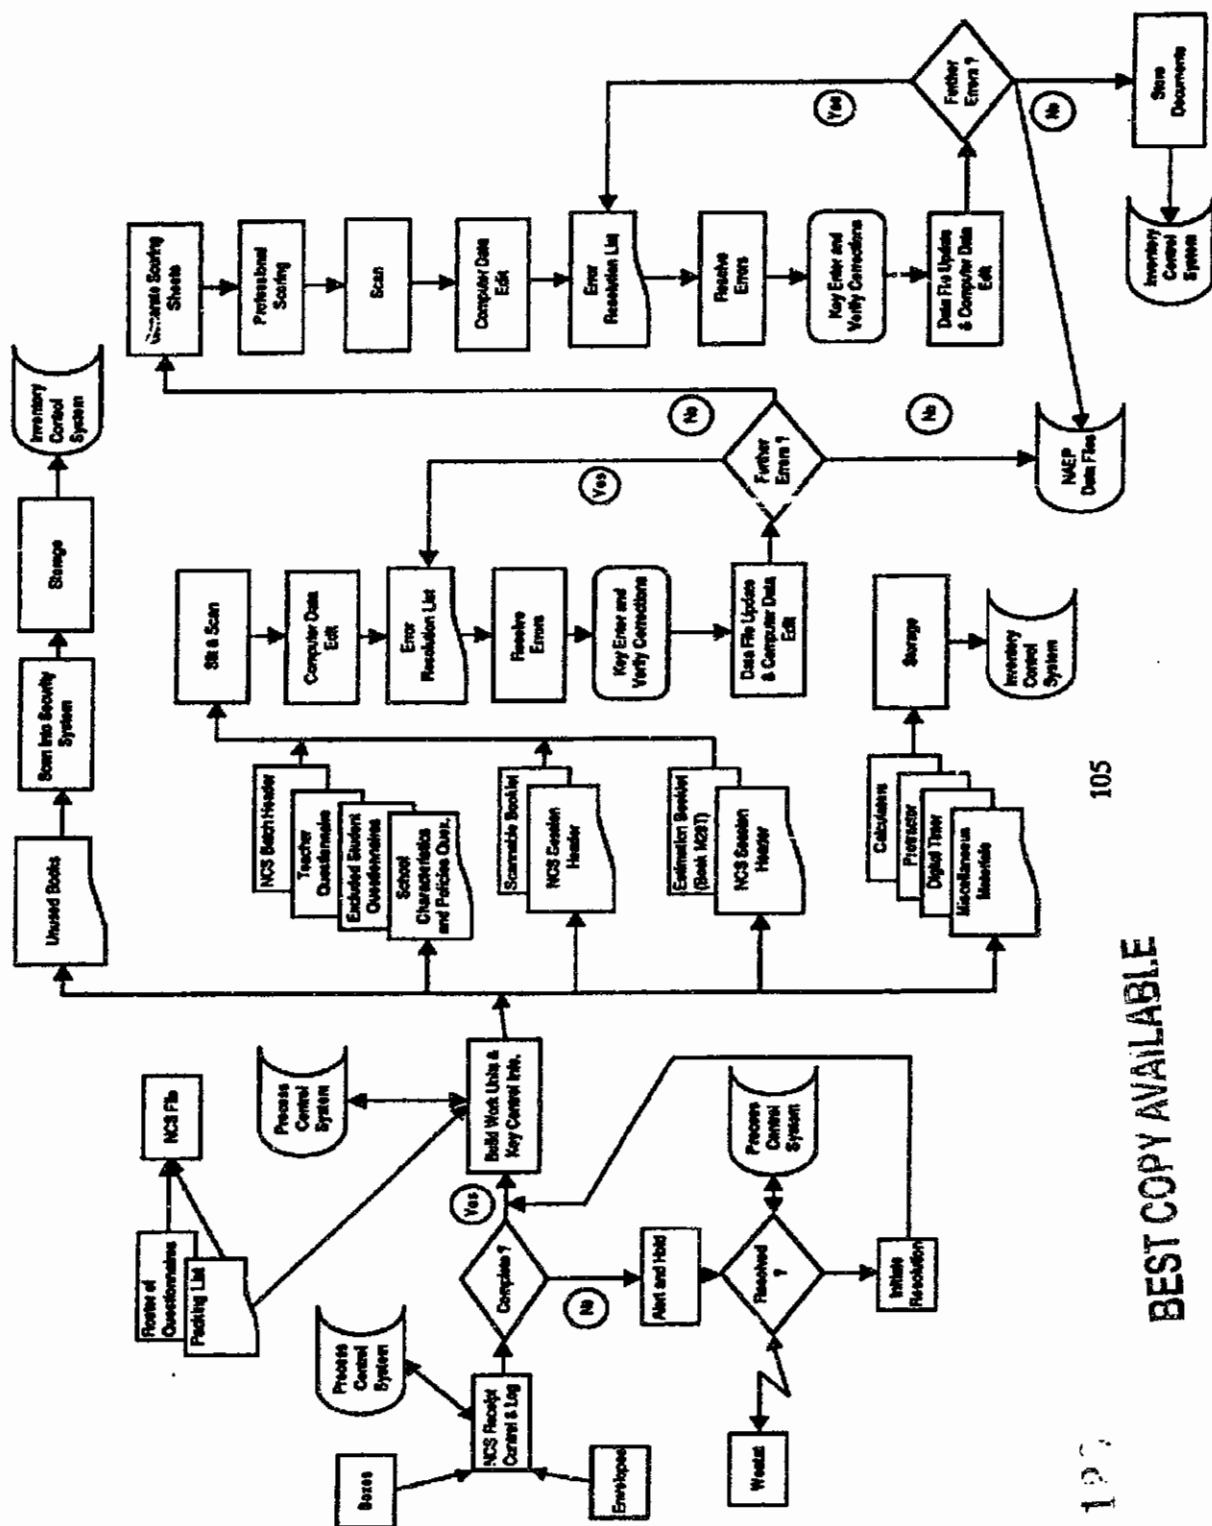 Boxes
Envelopes
NCS Receipt
Control & Log
Process
Control
System
Roster of
Questionnaires
Packing List
NCS File
Complete ?
Yes
No
Alert and Hold
Resolved
?
Westat
Process
Control
System
Initiate
Resolution
Process
Control
System
Build Work Units &
Key Control Info.
Unused Books
Scan Into Security
System
Storage
Inventory
Control
System
NCS Batch Header
Teacher
Questionnaire
Excluded Student
Questionnaires
School
Characteristics
and Policies Ques.
Scannable Booklet
NCS Session
Header
Estimation Booklet
(Book M28T)
NCS Session
Header
Calculators
Protractor
Digital Timer
Miscellaneous
Materials
Storage
Inventory
Control
System
Slit & Scan
Computer Data
Edit
Error
Resolution List
Resolve
Errors
Key Enter and
Verify Corrections
Data File Update
& Computer Data
Edit
Further
Errors ?
Yes
No
No
NAEP
Data Files
Generate Scoring
Sheets
Professional
Scoring
Scan
Computer Data
Edit
Error
Resolution List
Resolve
Errors
Key Enter and
Verify Corrections
Data File Update
& Computer Data
Edit
Further
Errors ?
Yes
No
Store
Documents
Inventory
Control
System
105
BEST COPY AVAILABLE